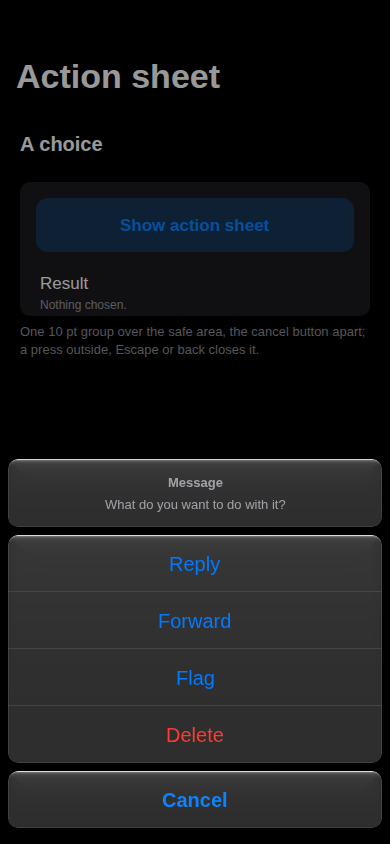 Action sheet
A choice
Show action sheet
Result
Nothing chosen.
One 10 pt group over the safe area, the cancel button apart;
a press outside, Escape or back closes it.
Message
What do you want to do with it?
Reply
Forward
Flag
Delete
Cancel